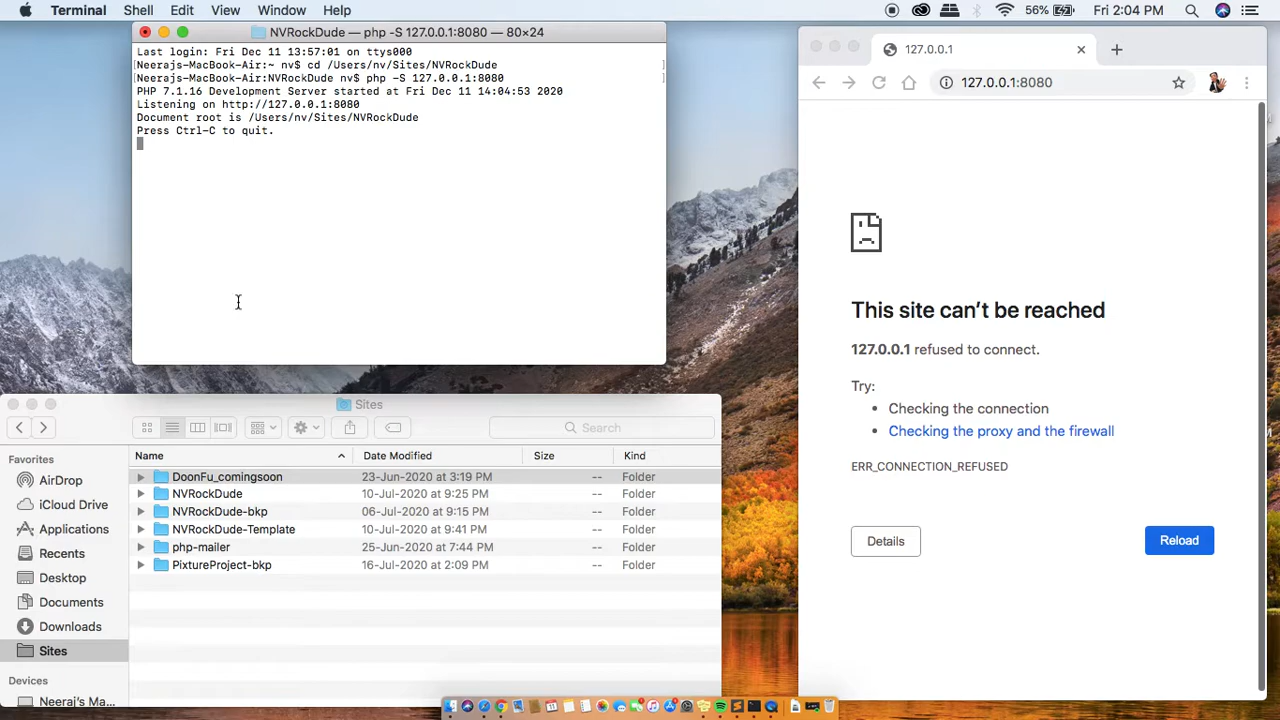 Terminal Shell Edit View Window Help 56% Fri 2:04 PM
NVRockDude — php -S 127.0.0.1:8080 — 80×24
Last login: Fri Dec 11 13:57:01 on ttys000
[Neerajs-MacBook-Air:~ nv$ cd /Users/nv/Sites/NVRockDude ]
[Neerajs-MacBook-Air:NVRockDude nv$ php -S 127.0.0.1:8080 ]
PHP 7.1.16 Development Server started at Fri Dec 11 14:04:53 2020
Listening on http://127.0.0.1:8080
Document root is /Users/nv/Sites/NVRockDude
Press Ctrl-C to quit.
127.0.0.1
127.0.0.1:8080
This site can’t be reached
127.0.0.1 refused to connect.
Try:
• Checking the connection
• Checking the proxy and the firewall
ERR_CONNECTION_REFUSED
Details Reload
Sites
Search
Favorites
AirDrop
iCloud Drive
Applications
Recents
Desktop
Documents
Downloads
Sites
Devices
Neeraj's Ma...
Name Date Modified Size Kind
DoonFu_comingsoon 23-Jun-2020 at 3:19 PM -- Folder
NVRockDude 10-Jul-2020 at 9:25 PM -- Folder
NVRockDude-bkp 06-Jul-2020 at 9:15 PM -- Folder
NVRockDude-Template 10-Jul-2020 at 9:41 PM -- Folder
php-mailer 25-Jun-2020 at 7:44 PM -- Folder
PixtureProject-bkp 16-Jul-2020 at 2:09 PM -- Folder